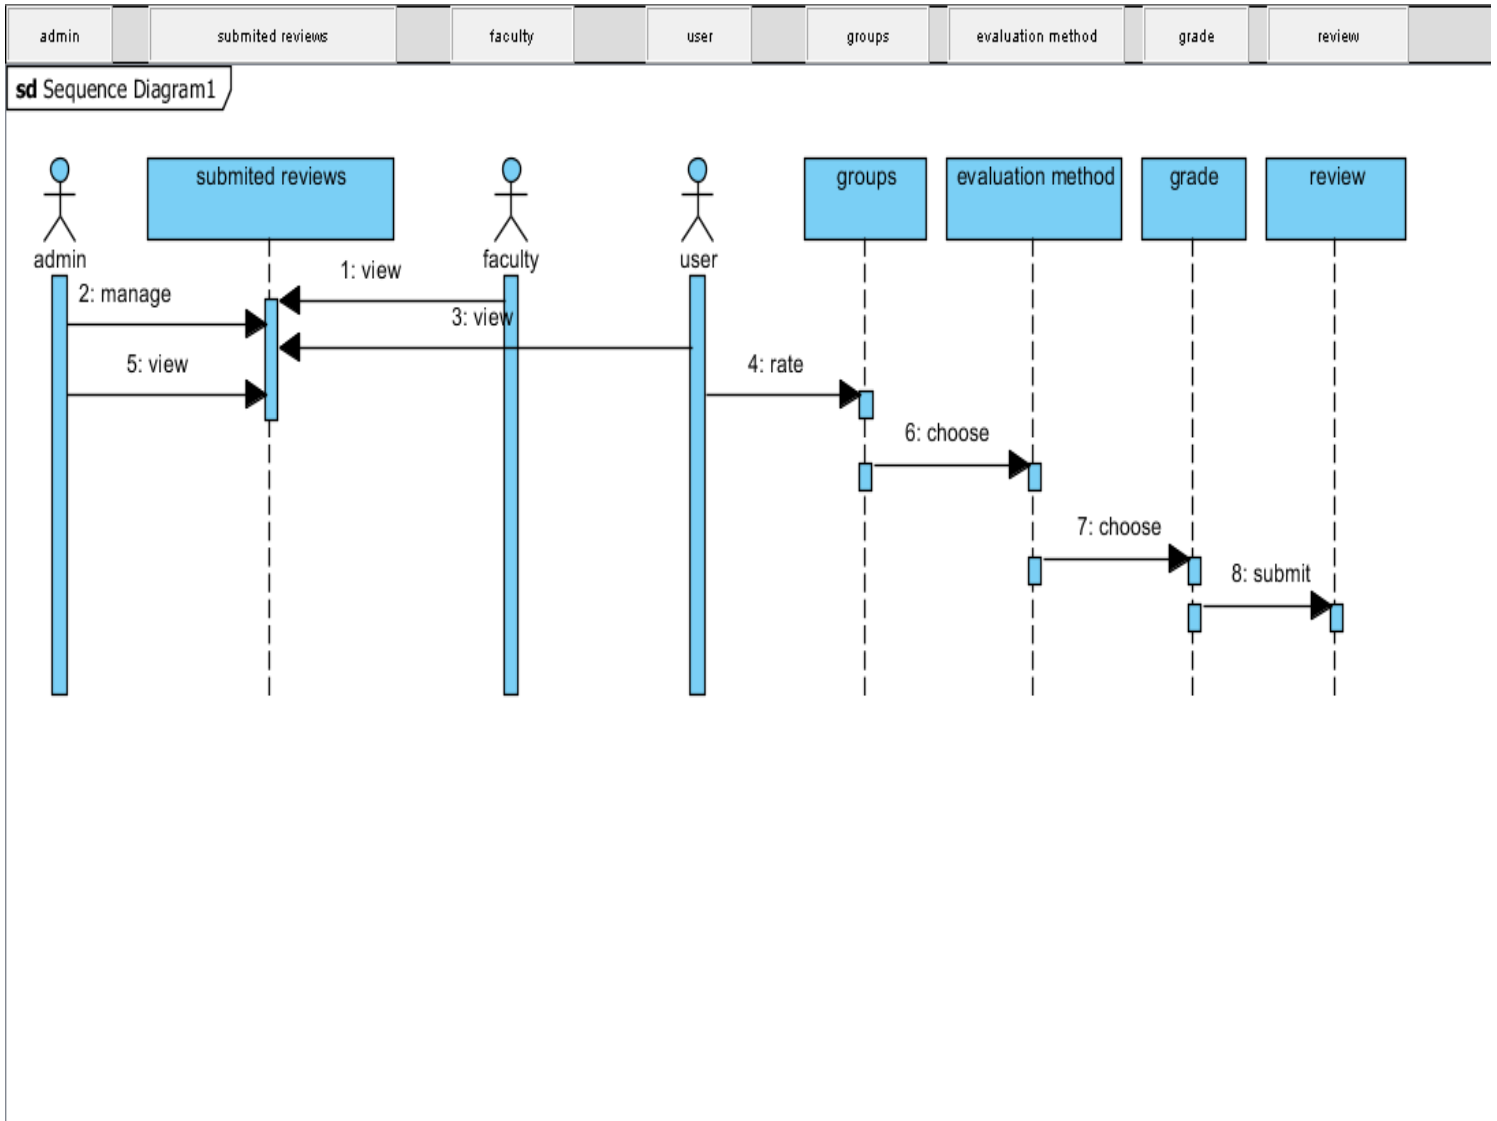 admin
submited reviews
faculty
user
groups
evaluation method
grade
review
sd Sequence Diagram1
submited reviews
groups
evaluation method
grade
review
admin
faculty
user
1: view
2: manage
3: view
5: view
4: rate
6: choose
7: choose
8: submit